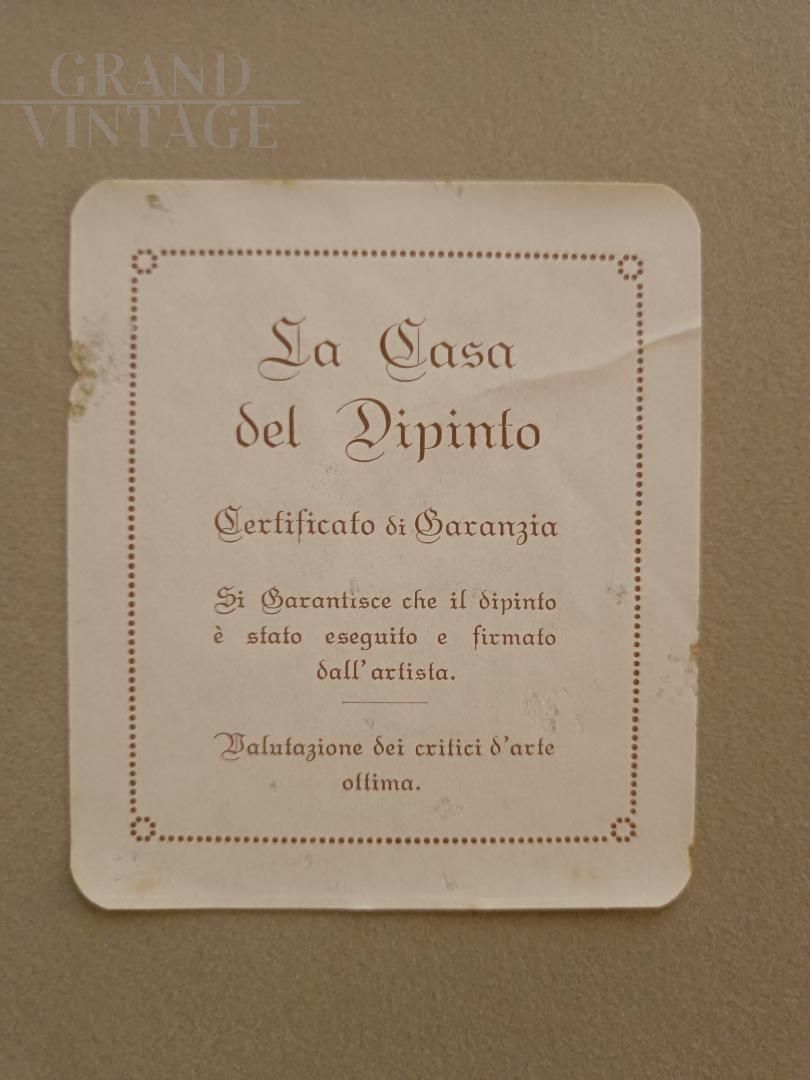 GRAND
VINTAGE
La Casa
del Dipinto
Certificato di Garanzia
Si Garantisce che il dipinto
è stato eseguito e firmato
dall'artista.
Valutazione dei critici d'arte
ottima.